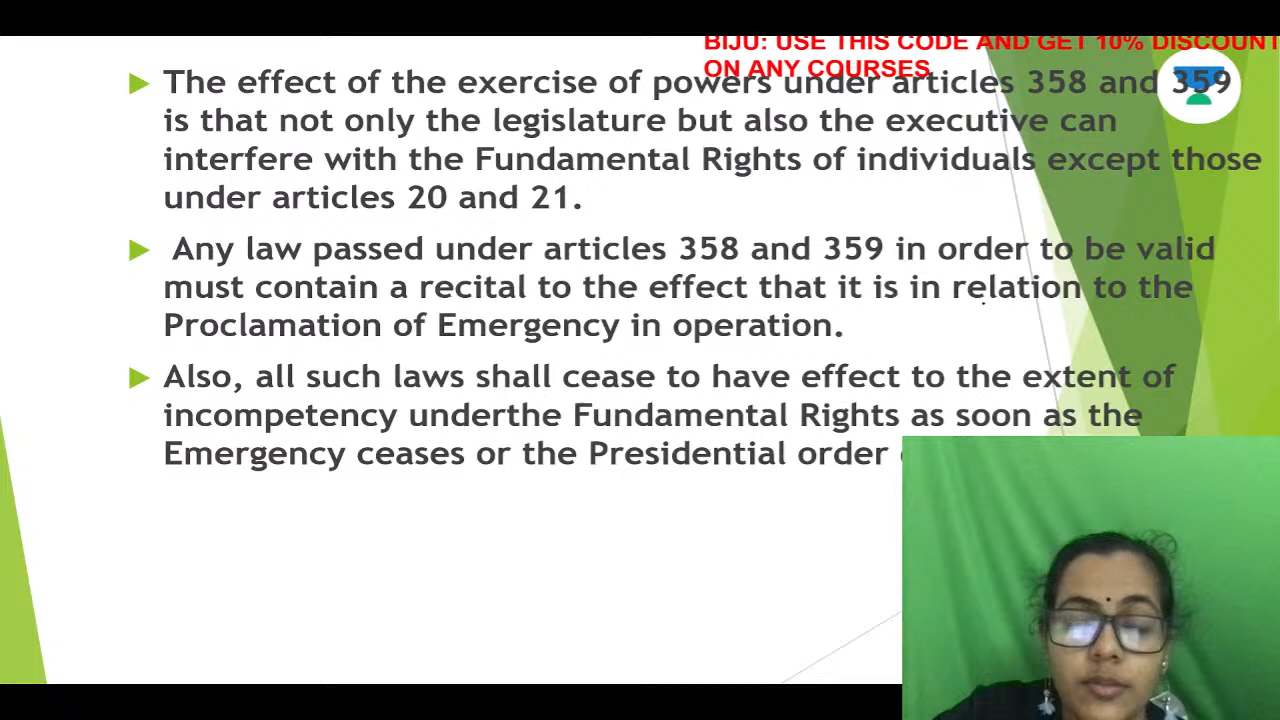 BIJU: USE THIS CODE AND GET 10% DISCOUNT
ON ANY COURSES
The effect of the exercise of powers under articles 358 and 359
is that not only the legislature but also the executive can
interfere with the Fundamental Rights of individuals except those
under articles 20 and 21.
Any law passed under articles 358 and 359 in order to be valid
must contain a recital to the effect that it is in relation to the
Proclamation of Emergency in operation.
Also, all such laws shall cease to have effect to the extent of
incompetency underthe Fundamental Rights as soon as the
Emergency ceases or the Presidential order